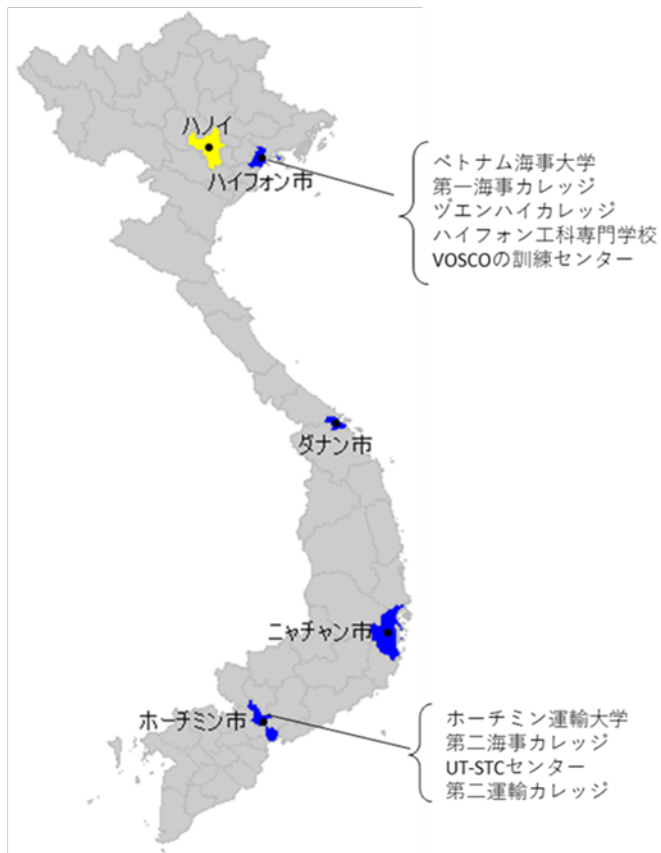 ハノイ
ハイフォン市
ベトナム海事大学
第一海事カレッジ
ヅエンハイカレッジ
ハイフォン工科専門学校
VOSCOの訓練センター
ダナン市
ニャチャン市
ホーチミン市
ホーチミン運輸大学
第二海事カレッジ
UT-STCセンター
第二運輸カレッジ